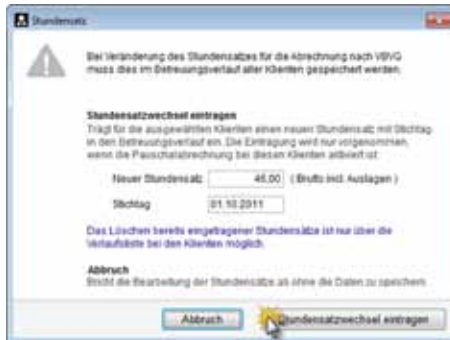 Stundensatz
Bei Veränderung des Stundensatzes für die Abrechnung nach VBVG
muss dies im Betreuungsverlauf aller Klienten gespeichert werden.
Stundensatzwechsel eintragen
Trägt für die ausgewählten Klienten einen neuen Stundensatz mit Stichtag
in den Betreuungsverlauf ein. Die Eintragung wird nur vorgenommen,
wenn die Pauschalabrechnung bei diesen Klienten aktiviert ist.
Neuer Stundensatz 46,00 ( Brutto incl. Auslagen )
Stichtag 01.10.2011
Das Löschen bereits eingetragener Stundensätze ist nur über die
Verlaufsliste bei den Klienten möglich.
Abbruch
Bricht die Bearbeitung der Stundensätze ab ohne die Daten zu speichern.
Abbruch Stundensatzwechsel eintragen